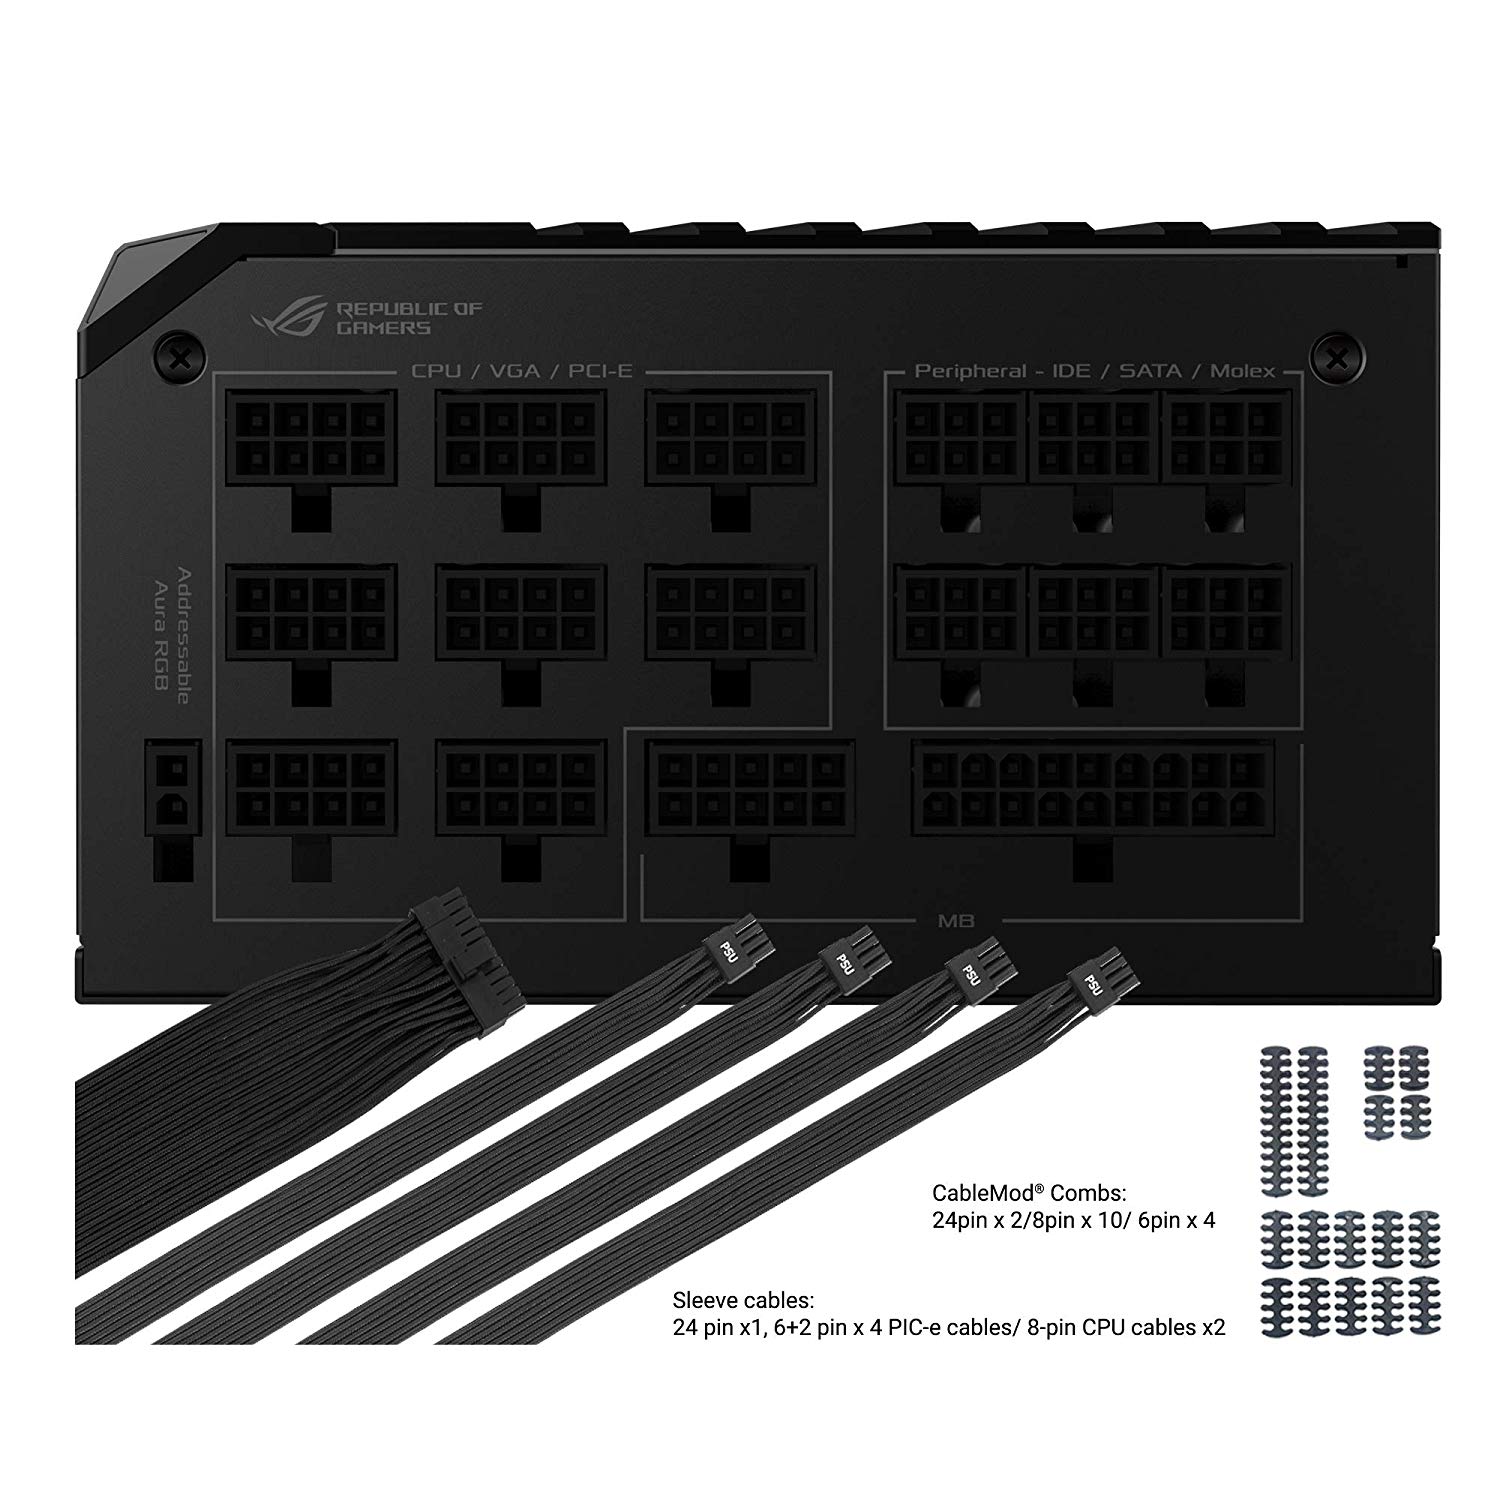 REPUBLIC OF
GAMERS
CPU / VGA / PCI-E
Peripheral - IDE / SATA / Molex
Addressable
Aura RGB
MB
PSU
PSU
PSU
PSU
CableMod® Combs:
24pin x 2/8pin x 10/ 6pin x 4
Sleeve cables:
24 pin x1, 6+2 pin x 4 PIC-e cables/ 8-pin CPU cables x2